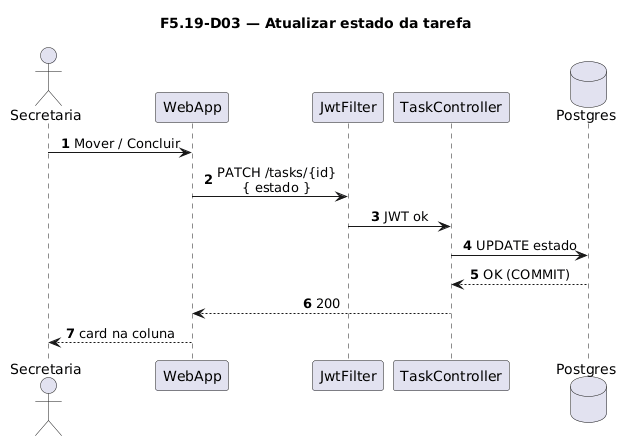 F5.19-D03 — Atualizar estado da tarefa
Secretaria
WebApp
JwtFilter
TaskController
Postgres
1 Mover / Concluir
2 PATCH /tasks/{id}
{ estado }
3 JWT ok
4 UPDATE estado
5 OK (COMMIT)
6 200
7 card na coluna
Secretaria
WebApp
JwtFilter
TaskController
Postgres